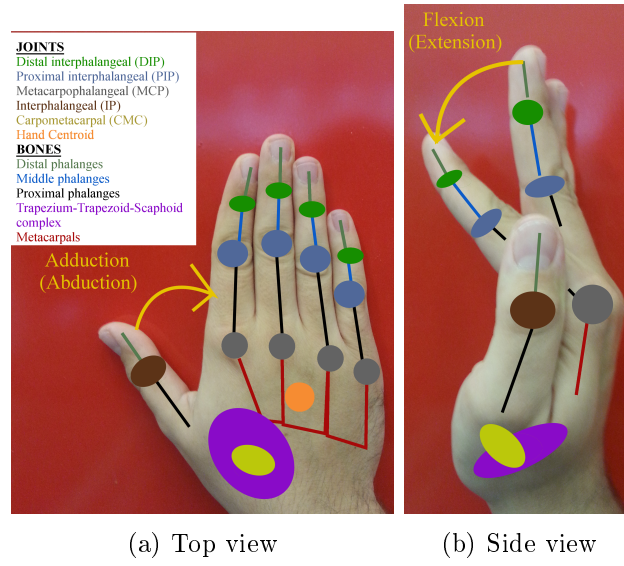 JOINTS
Distal interphalangeal (DIP)
Proximal interphalangeal (PIP)
Metacarpophalangeal (MCP)
Interphalangeal (IP)
Carpometacarpal (CMC)
Hand Centroid
BONES
Distal phalanges
Middle phalanges
Proximal phalanges
Trapezium-Trapezoid-Scaphoid
complex
Metacarpals
Adduction
(Abduction)
Flexion
(Extension)
(a) Top view
(b) Side view